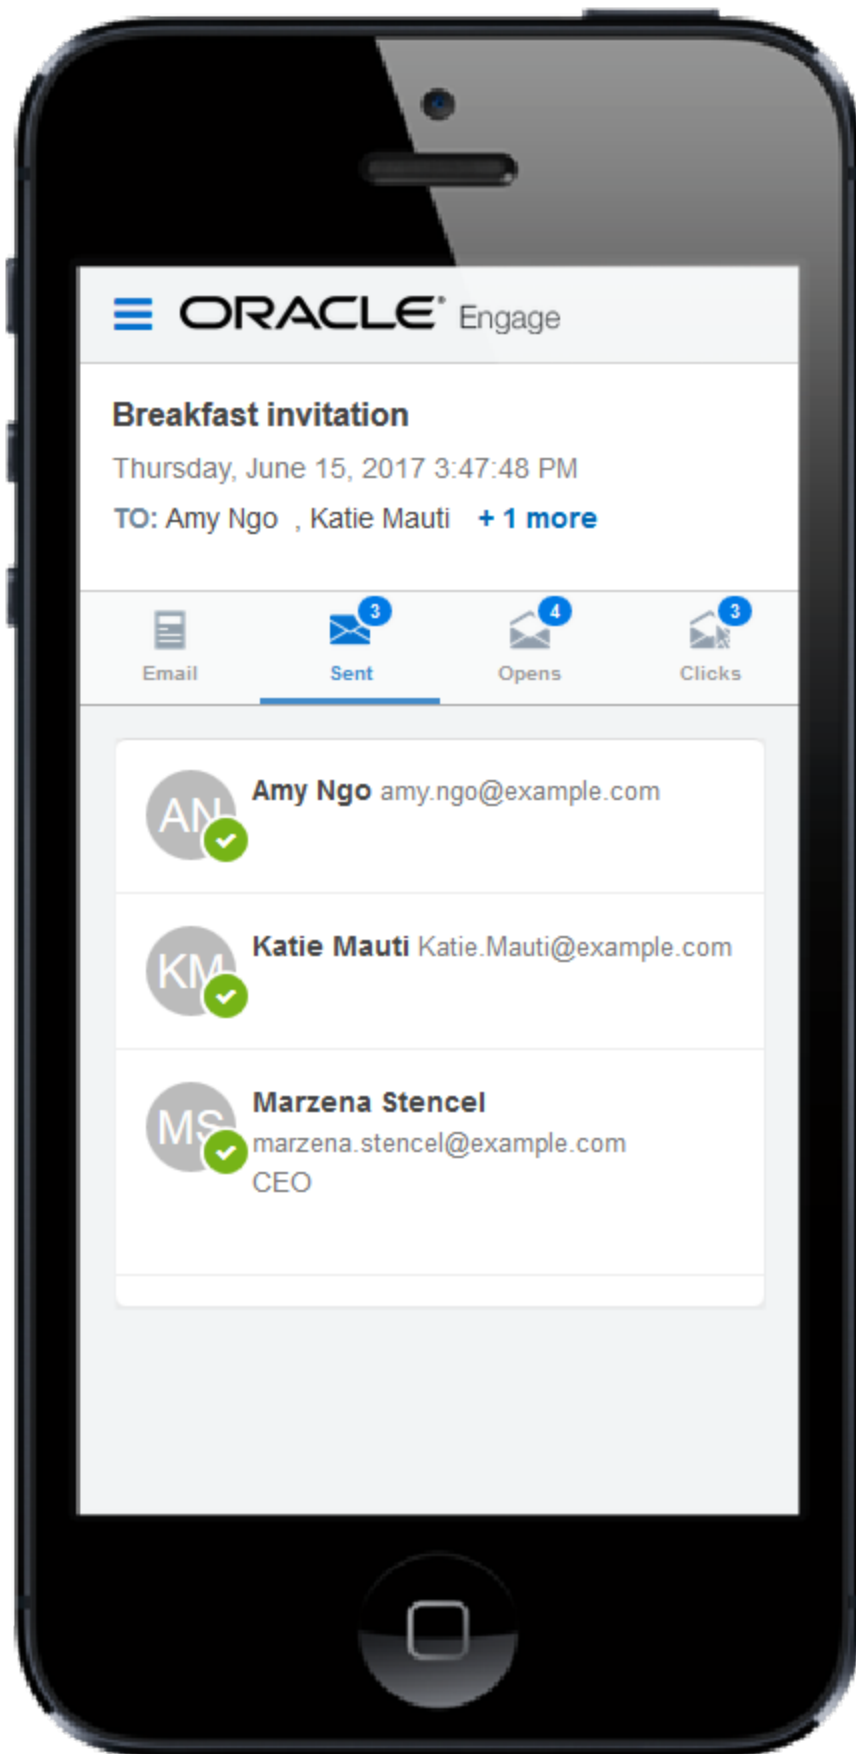 ORACLE® Engage
Breakfast invitation
Thursday, June 15, 2017 3:47:48 PM
TO: Amy Ngo , Katie Mauti + 1 more
3 4 3
Email Sent Opens Clicks
AN Amy Ngo amy.ngo@example.com
KM Katie Mauti Katie.Mauti@example.com
MS Marzena Stencel
marzena.stencel@example.com
CEO